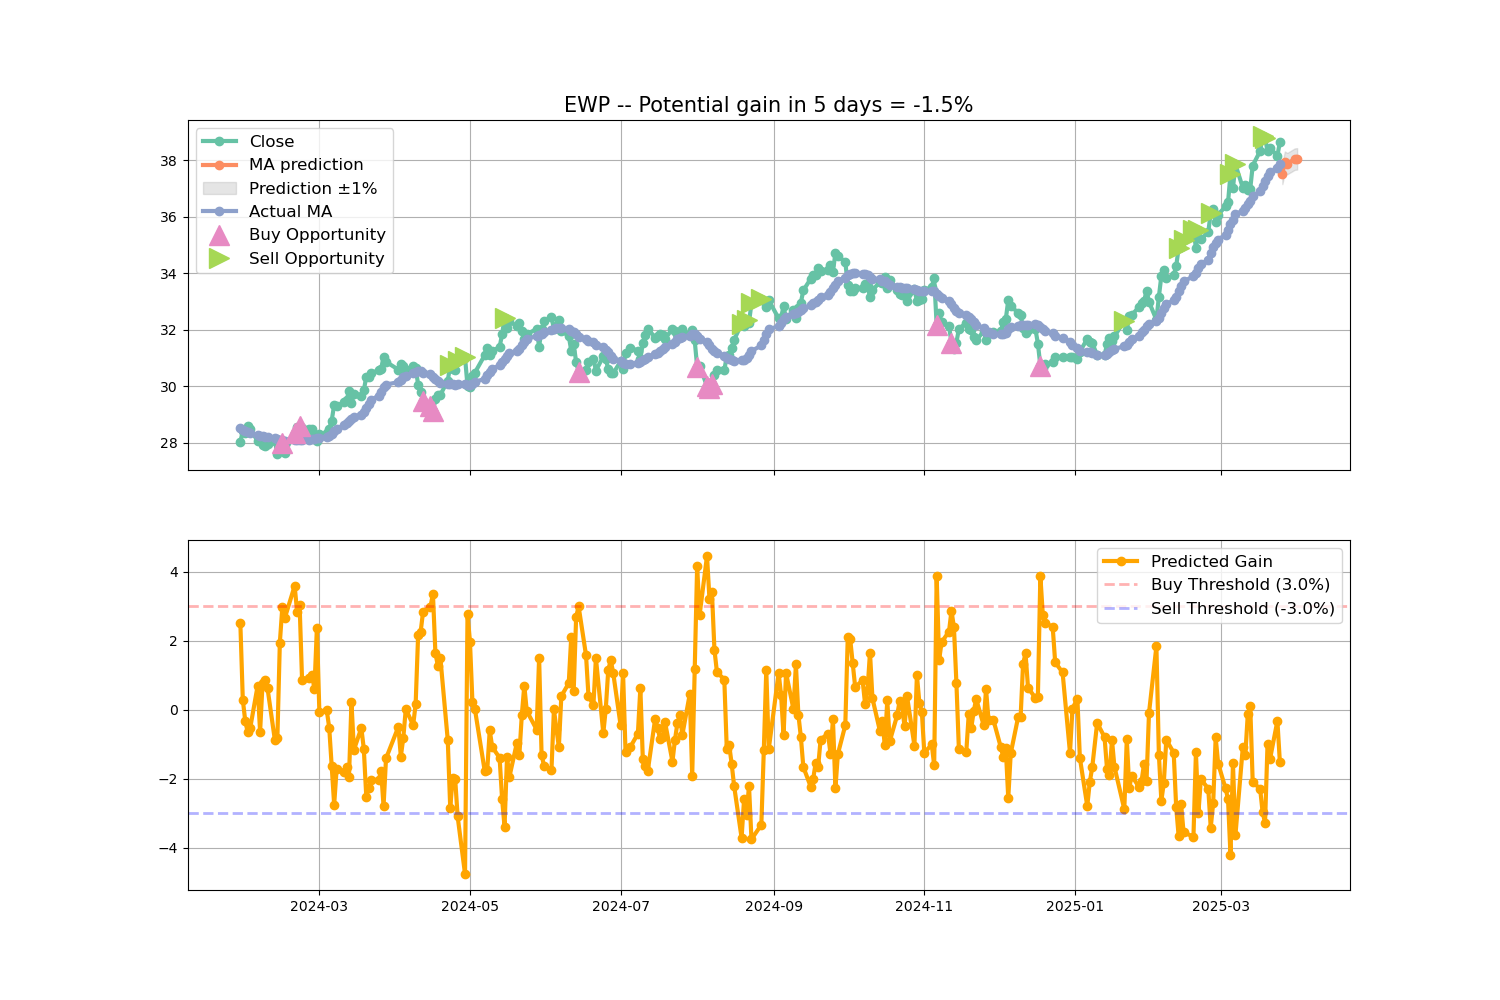 EWP -- Potential gain in 5 days = -1.5%
Close
MA prediction
Prediction ±1%
Actual MA
Buy Opportunity
Sell Opportunity
38
36
34
32
30
28
Predicted Gain
Buy Threshold (3.0%)
Sell Threshold (-3.0%)
4
2
0
−2
−4
2024-03 2024-05 2024-07 2024-09 2024-11 2025-01 2025-03